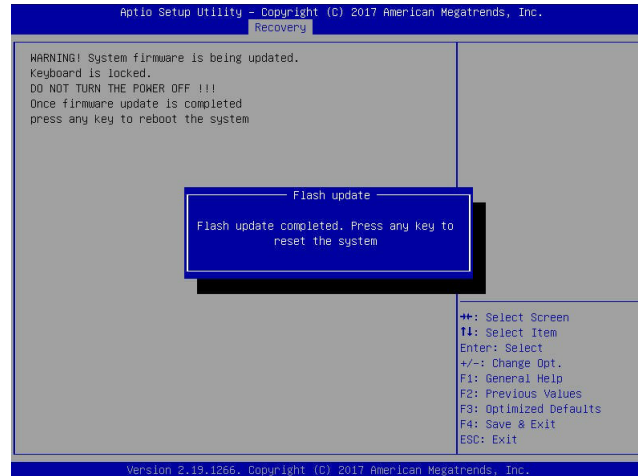 Aptio Setup Utility – Copyright (C) 2017 American Megatrends, Inc.
Recovery
WARNING! System firmware is being updated.
Keyboard is locked.
DO NOT TURN THE POWER OFF !!!
Once firmware update is completed
press any key to reboot the system
Flash update
Flash update completed. Press any key to
reset the system
→←: Select Screen
↑↓: Select Item
Enter: Select
+/-: Change Opt.
F1: General Help
F2: Previous Values
F3: Optimized Defaults
F4: Save & Exit
ESC: Exit
Version 2.19.1266. Copyright (C) 2017 American Megatrends, Inc.